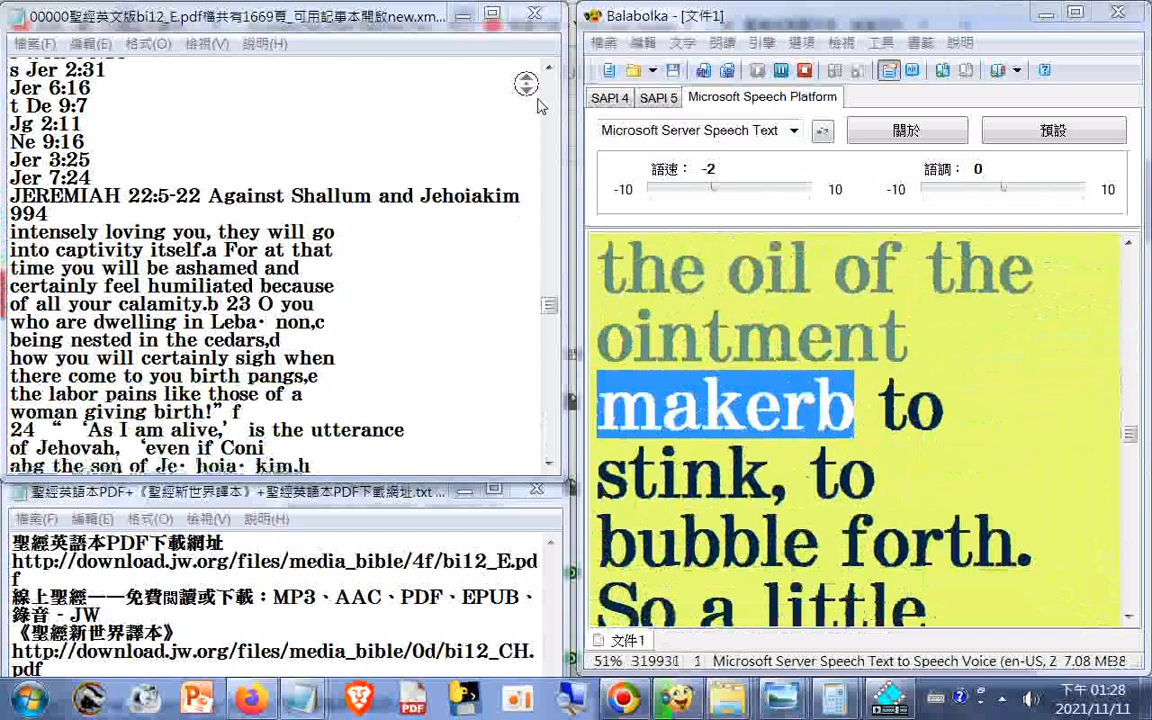 00000聖經英文版bi12_E.pdf檔共有1669頁_可用記事本開啟new.xm...
檔案(F) 編輯(E) 格式(O) 檢視(V) 說明(H)
s Jer 2:31
Jer 6:16
t De 9:7
Jg 2:11
Ne 9:16
Jer 3:25
Jer 7:24
JEREMIAH 22:5-22 Against Shallum and Jehoiakim
994
intensely loving you, they will go
into captivity itself.a For at that
time you will be ashamed and
certainly feel humiliated because
of all your calamity.b 23 O you
who are dwelling in Leba· non,c
being nested in the cedars,d
how you will certainly sigh when
there come to you birth pangs,e
the labor pains like those of a
woman giving birth!” f
24 “ ‘As I am alive,’ is the utterance
of Jehovah, ‘even if Coni
ahg the son of Je· hoia· kim,h
聖經英語本PDF+《聖經新世界譯本》+聖經英語本PDF下載網址.txt ...
檔案(F) 編輯(E) 格式(O) 檢視(V) 說明(H)
聖經英語本PDF下載網址
http://download.jw.org/files/media_bible/4f/bi12_E.pd
f
線上聖經──免費閱讀或下載：MP3、AAC、PDF、EPUB、
錄音 - JW
《聖經新世界譯本》
http://download.jw.org/files/media_bible/0d/bi12_CH.
pdf
Balabolka - [文件1]
檔案 編輯 文字 朗讀 引擎 選項 檢視 工具 書籤 說明
SAPI 4 SAPI 5 Microsoft Speech Platform
Microsoft Server Speech Text 關於 預設
語速： -2 語調： 0
-10 10 -10 10
the oil of the
ointment
makerb to
stink, to
bubble forth.
So a little
文件1
51% 319931 1 Microsoft Server Speech Text to Speech Voice (en-US, Z 7.08 MB
下午 01:28
2021/11/11